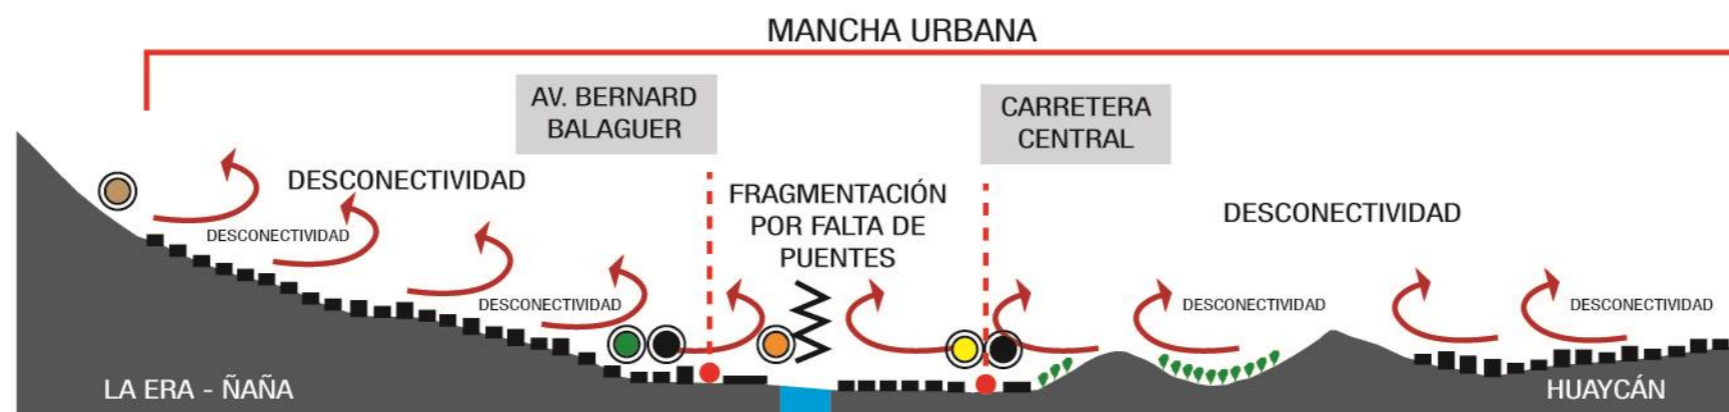 MANCHA URBANA
AV. BERNARD
BALAGUER
CARRETERA
CENTRAL
DESCONECTIVIDAD
DESCONECTIVIDAD
FRAGMENTACIÓN
POR FALTA DE
PUENTES
DESCONECTIVIDAD
DESCONECTIVIDAD
DESCONECTIVIDAD
DESCONECTIVIDAD
LA ERA - ÑAÑA
HUAYCÁN